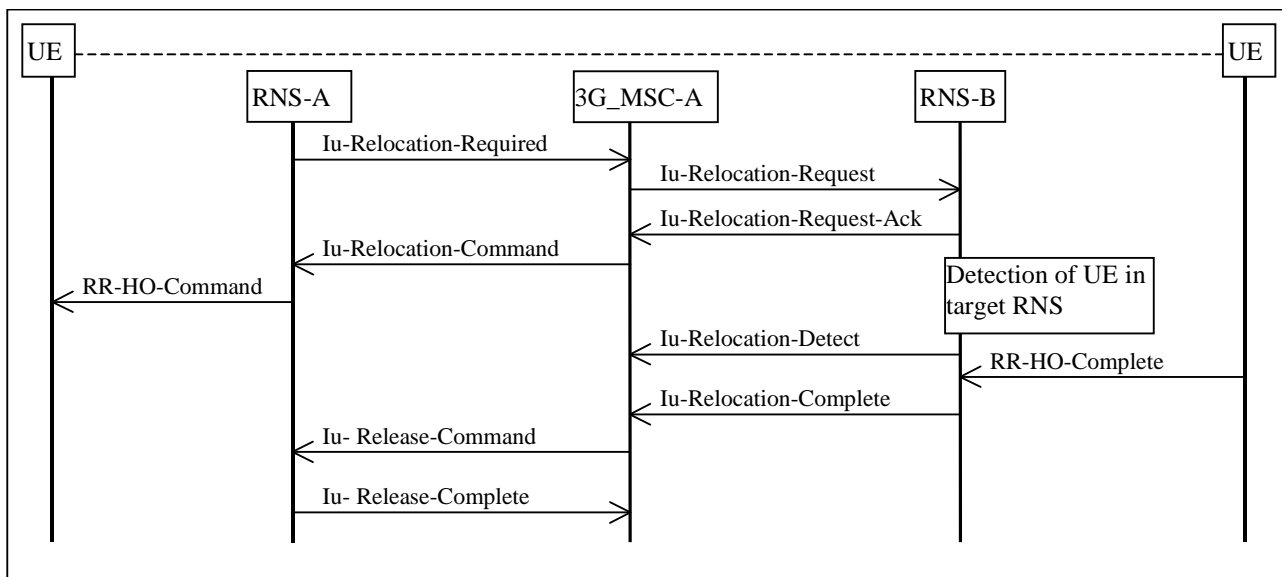 UE
UE
RNS-A
3G_MSC-A
RNS-B
Iu-Relocation-Required
Iu-Relocation-Request
Iu-Relocation-Request-Ack
Iu-Relocation-Command
Detection of UE in
target RNS
RR-HO-Command
Iu-Relocation-Detect
RR-HO-Complete
Iu-Relocation-Complete
Iu- Release-Command
Iu- Release-Complete